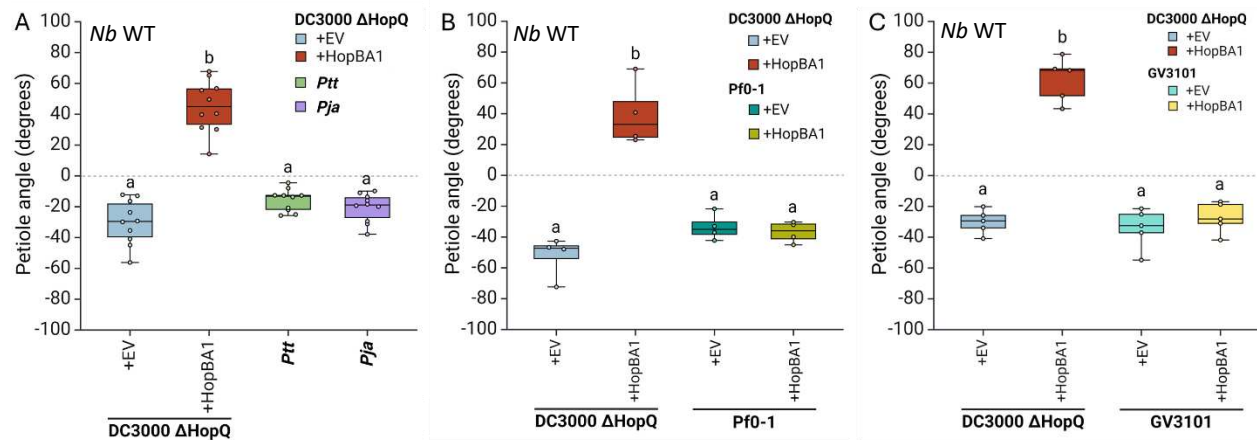 A
Nb WT
DC3000 ΔHopQ
+EV
+HopBA1
Ptt
Pja
Petiole angle (degrees)
100
80
60
40
20
0
-20
-40
-60
-80
-100
a
b
a
a
+EV
+HopBA1
Ptt
Pja
DC3000 ΔHopQ
B
Nb WT
DC3000 ΔHopQ
+EV
+HopBA1
Pf0-1
+EV
+HopBA1
Petiole angle (degrees)
100
80
60
40
20
0
-20
-40
-60
-80
-100
a
b
a
a
+EV
+HopBA1
+EV
+HopBA1
DC3000 ΔHopQ
Pf0-1
C
Nb WT
DC3000 ΔHopQ
+EV
+HopBA1
GV3101
+EV
+HopBA1
Petiole angle (degrees)
100
80
60
40
20
0
-20
-40
-60
-80
-100
a
b
a
a
+EV
+HopBA1
+EV
+HopBA1
DC3000 ΔHopQ
GV3101